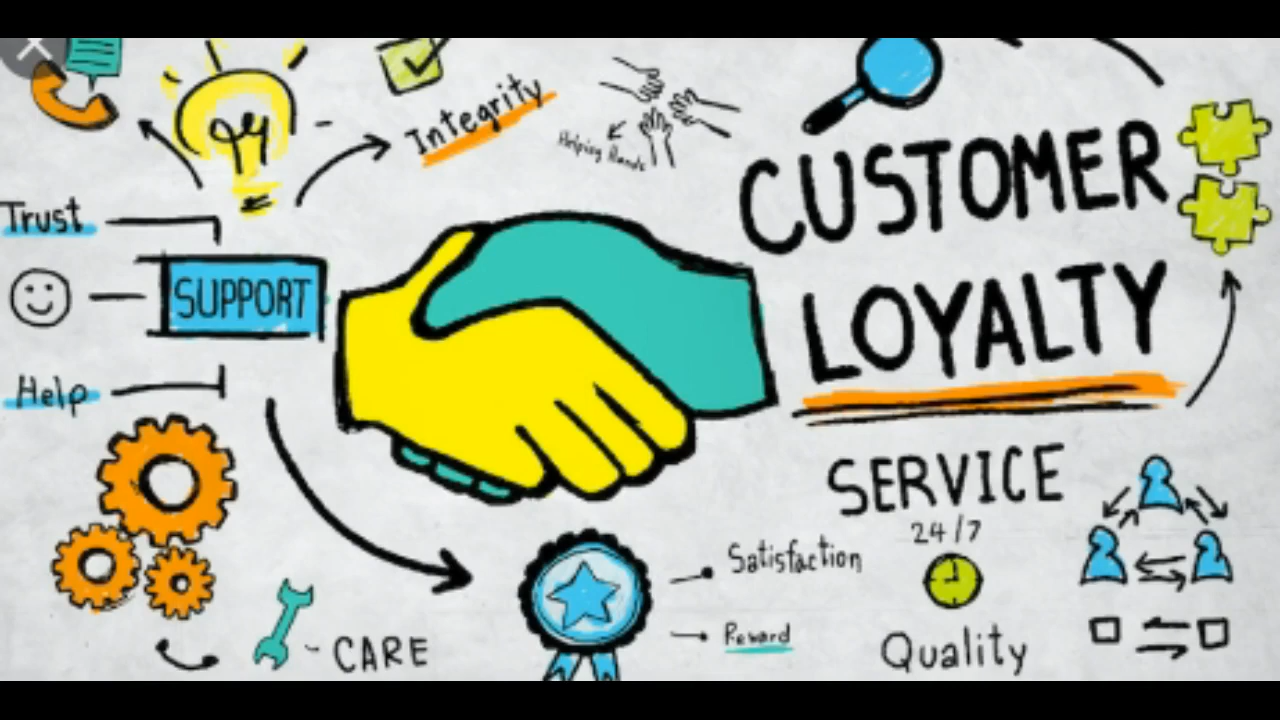 Integrity
Helping Hands
CUSTOMER
LOYALTY
Trust
SUPPORT
Help
SERVICE
24/7
Satisfaction
Reward
CARE
Quality